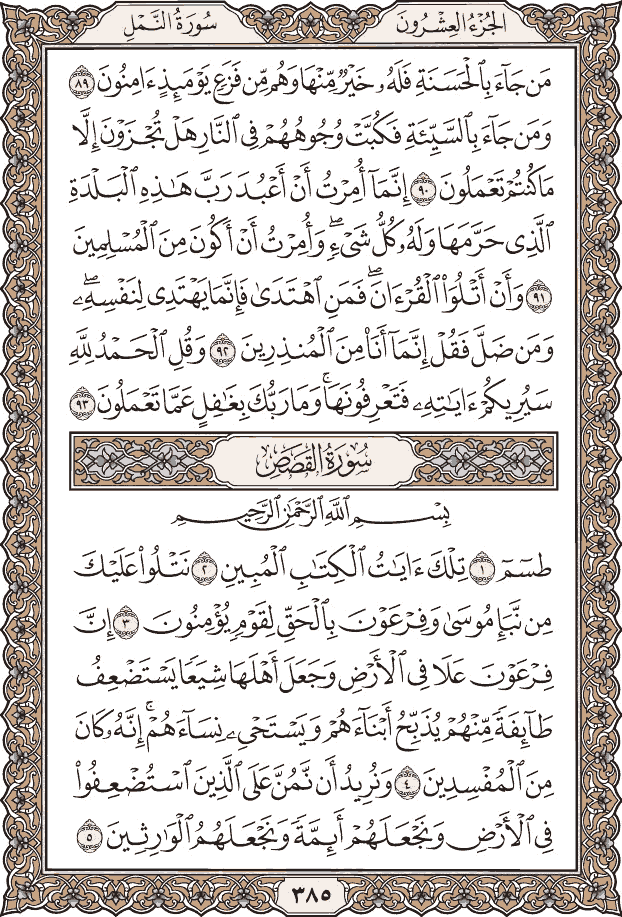 الجُزْءُ العِشْرُونَ
سُورَةُ النَّمْلِ
مَن جَآءَ بِٱلْحَسَنَةِ فَلَهُۥ خَيْرٌ مِّنْهَا وَهُم مِّن فَزَعٍ يَوْمَئِذٍ ءَامِنُونَ ٨٩
وَمَن جَآءَ بِٱلسَّيِّئَةِ فَكُبَّتْ وُجُوهُهُمْ فِى ٱلنَّارِ هَلْ تُجْزَوْنَ إِلَّا
مَا كُنتُمْ تَعْمَلُونَ ٩٠ إِنَّمَآ أُمِرْتُ أَنْ أَعْبُدَ رَبَّ هَٰذِهِ ٱلْبَلْدَةِ
ٱلَّذِى حَرَّمَهَا وَلَهُۥ كُلُّ شَىْءٍۖ وَأُمِرْتُ أَنْ أَكُونَ مِنَ ٱلْمُسْلِمِينَ
٩١ وَأَنْ أَتْلُوَا۟ ٱلْقُرْءَانَۖ فَمَنِ ٱهْتَدَىٰ فَإِنَّمَا يَهْتَدِى لِنَفْسِهِۦۖ
وَمَن ضَلَّ فَقُلْ إِنَّمَآ أَنَا۠ مِنَ ٱلْمُنذِرِينَ ٩٢ وَقُلِ ٱلْحَمْدُ لِلَّهِ
سَيُرِيكُمْ ءَايَٰتِهِۦ فَتَعْرِفُونَهَاۚ وَمَا رَبُّكَ بِغَٰفِلٍ عَمَّا تَعْمَلُونَ ٩٣
سُورَةُ القَصَصِ
بِسْمِ ٱللَّهِ ٱلرَّحْمَٰنِ ٱلرَّحِيمِ
طسٓمٓ ١ تِلْكَ ءَايَٰتُ ٱلْكِتَٰبِ ٱلْمُبِينِ ٢ نَتْلُوا۟ عَلَيْكَ
مِن نَّبَإِ مُوسَىٰ وَفِرْعَوْنَ بِٱلْحَقِّ لِقَوْمٍ يُؤْمِنُونَ ٣ إِنَّ
فِرْعَوْنَ عَلَا فِى ٱلْأَرْضِ وَجَعَلَ أَهْلَهَا شِيَعًا يَسْتَضْعِفُ
طَآئِفَةً مِّنْهُمْ يُذَبِّحُ أَبْنَآءَهُمْ وَيَسْتَحْىِۦ نِسَآءَهُمْۚ إِنَّهُۥ كَانَ
مِنَ ٱلْمُفْسِدِينَ ٤ وَنُرِيدُ أَن نَّمُنَّ عَلَى ٱلَّذِينَ ٱسْتُضْعِفُوا۟
فِى ٱلْأَرْضِ وَنَجْعَلَهُمْ أَئِمَّةً وَنَجْعَلَهُمُ ٱلْوَٰرِثِينَ ٥
٣٨٥